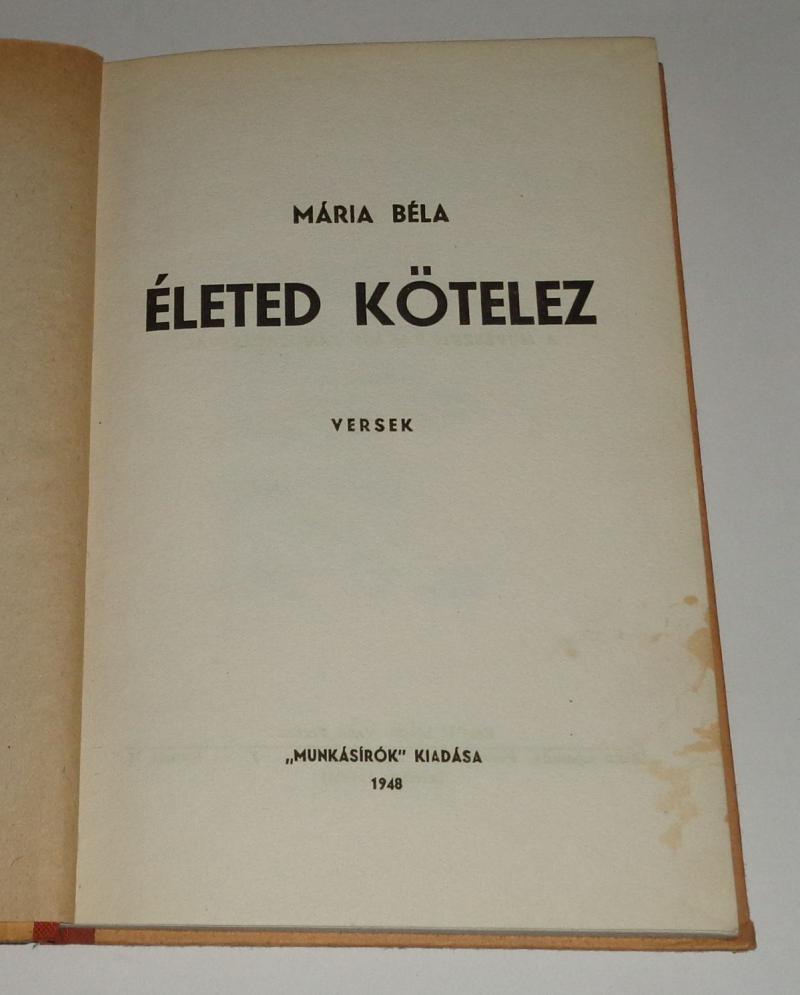 MÁRIA BÉLA
ÉLETED KÖTELEZ
VERSEK
„MUNKÁSÍRÓK” KIADÁSA
1948